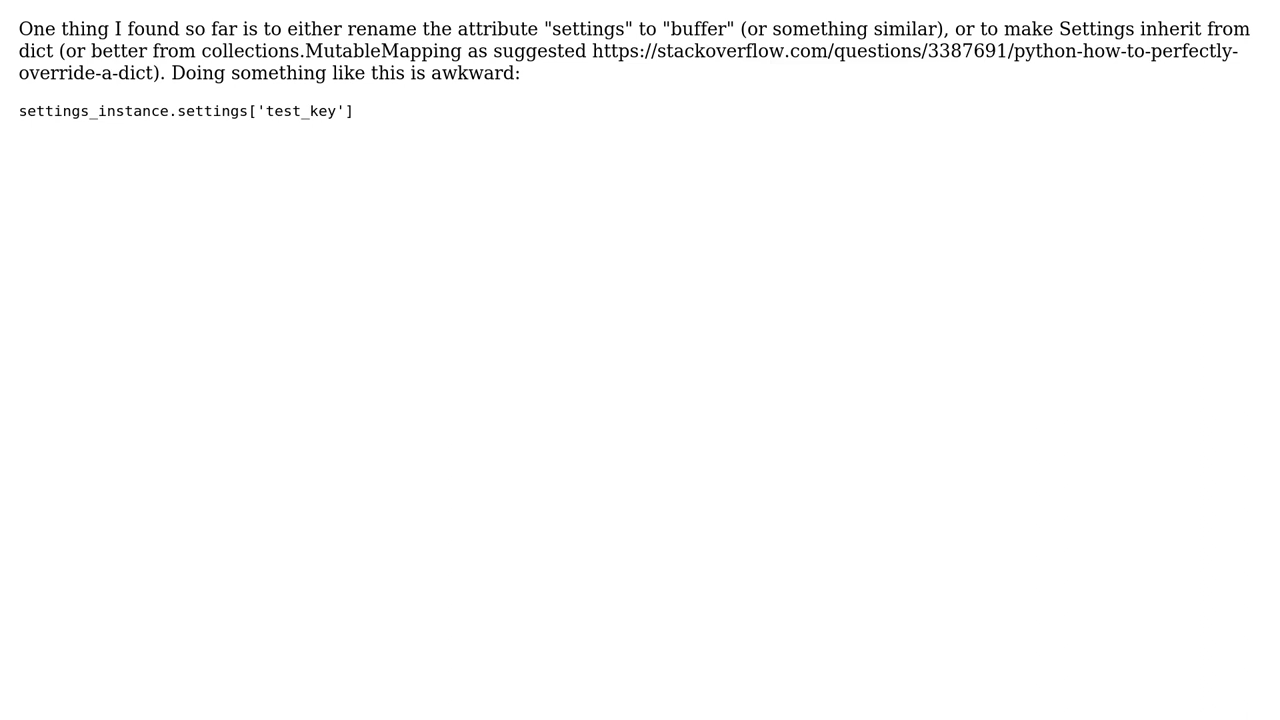 One thing I found so far is to either rename the attribute "settings" to "buffer" (or something similar), or to make Settings inherit from
dict (or better from collections.MutableMapping as suggested https://stackoverflow.com/questions/3387691/python-how-to-perfectly-
override-a-dict). Doing something like this is awkward:
settings_instance.settings['test_key']